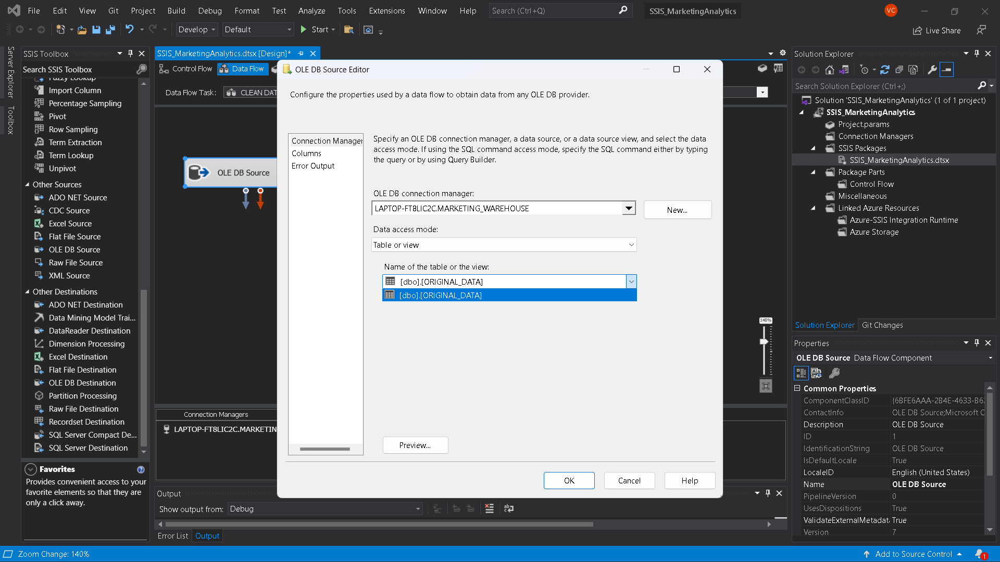 File Edit View Git Project Build Debug Format Test Analyze Tools Extensions Window Help Search (Ctrl+Q) SSIS_MarketingAnalytics VC
Develop Default Start Live Share
Server Explorer
Toolbox
SSIS Toolbox
Search SSIS Toolbox
Fuzzy Lookup
Import Column
Percentage Sampling
Pivot
Row Sampling
Term Extraction
Term Lookup
Unpivot
Other Sources
ADO NET Source
CDC Source
Excel Source
Flat File Source
OLE DB Source
Raw File Source
XML Source
Other Destinations
ADO NET Destination
Data Mining Model Trai...
DataReader Destination
Dimension Processing
Excel Destination
Flat File Destination
OLE DB Destination
Partition Processing
Raw File Destination
Recordset Destination
SQL Server Compact De...
SQL Server Destination
Favorites
Provides convenient access to your
favorite elements so that they are
only a click away.
SSIS_MarketingAnalytics.dtsx [Design]*
Control Flow Data Flow
Data Flow Task: CLEAN DAT
OLE DB Source
140%
Connection Managers
LAPTOP-FT8LIC2C.MARKETIN
OLE DB Source Editor
Configure the properties used by a data flow to obtain data from any OLE DB provider.
Connection Manager
Columns
Error Output
Specify an OLE DB connection manager, a data source, or a data source view, and select the data
access mode. If using the SQL command access mode, specify the SQL command either by typing
the query or by using Query Builder.
OLE DB connection manager:
LAPTOP-FT8LIC2C.MARKETING_WAREHOUSE
New...
Data access mode:
Table or view
Name of the table or the view:
[dbo].[ORIGINAL_DATA]
[dbo].[ORIGINAL_DATA]
Preview...
OK Cancel Help
Output
Show output from: Debug
Error List Output
Solution Explorer
Search Solution Explorer (Ctrl+;)
Solution 'SSIS_MarketingAnalytics' (1 of 1 project)
SSIS_MarketingAnalytics
Project.params
Connection Managers
SSIS Packages
SSIS_MarketingAnalytics.dtsx
Package Parts
Control Flow
Miscellaneous
Linked Azure Resources
Azure-SSIS Integration Runtime
Azure Storage
Solution Explorer Git Changes
Properties
OLE DB Source Data Flow Component
Common Properties
ComponentClassID {6BFE6AAA-2B4E-4633-B6
ContactInfo OLE DB Source;Microsoft C
Description OLE DB Source
ID 1
IdentificationString OLE DB Source
IsDefaultLocale True
LocaleID English (United States)
Name OLE DB Source
PipelineVersion 0
UsesDispositions True
ValidateExternalMetadat True
Version 7
Zoom Change: 140% Add to Source Control 1